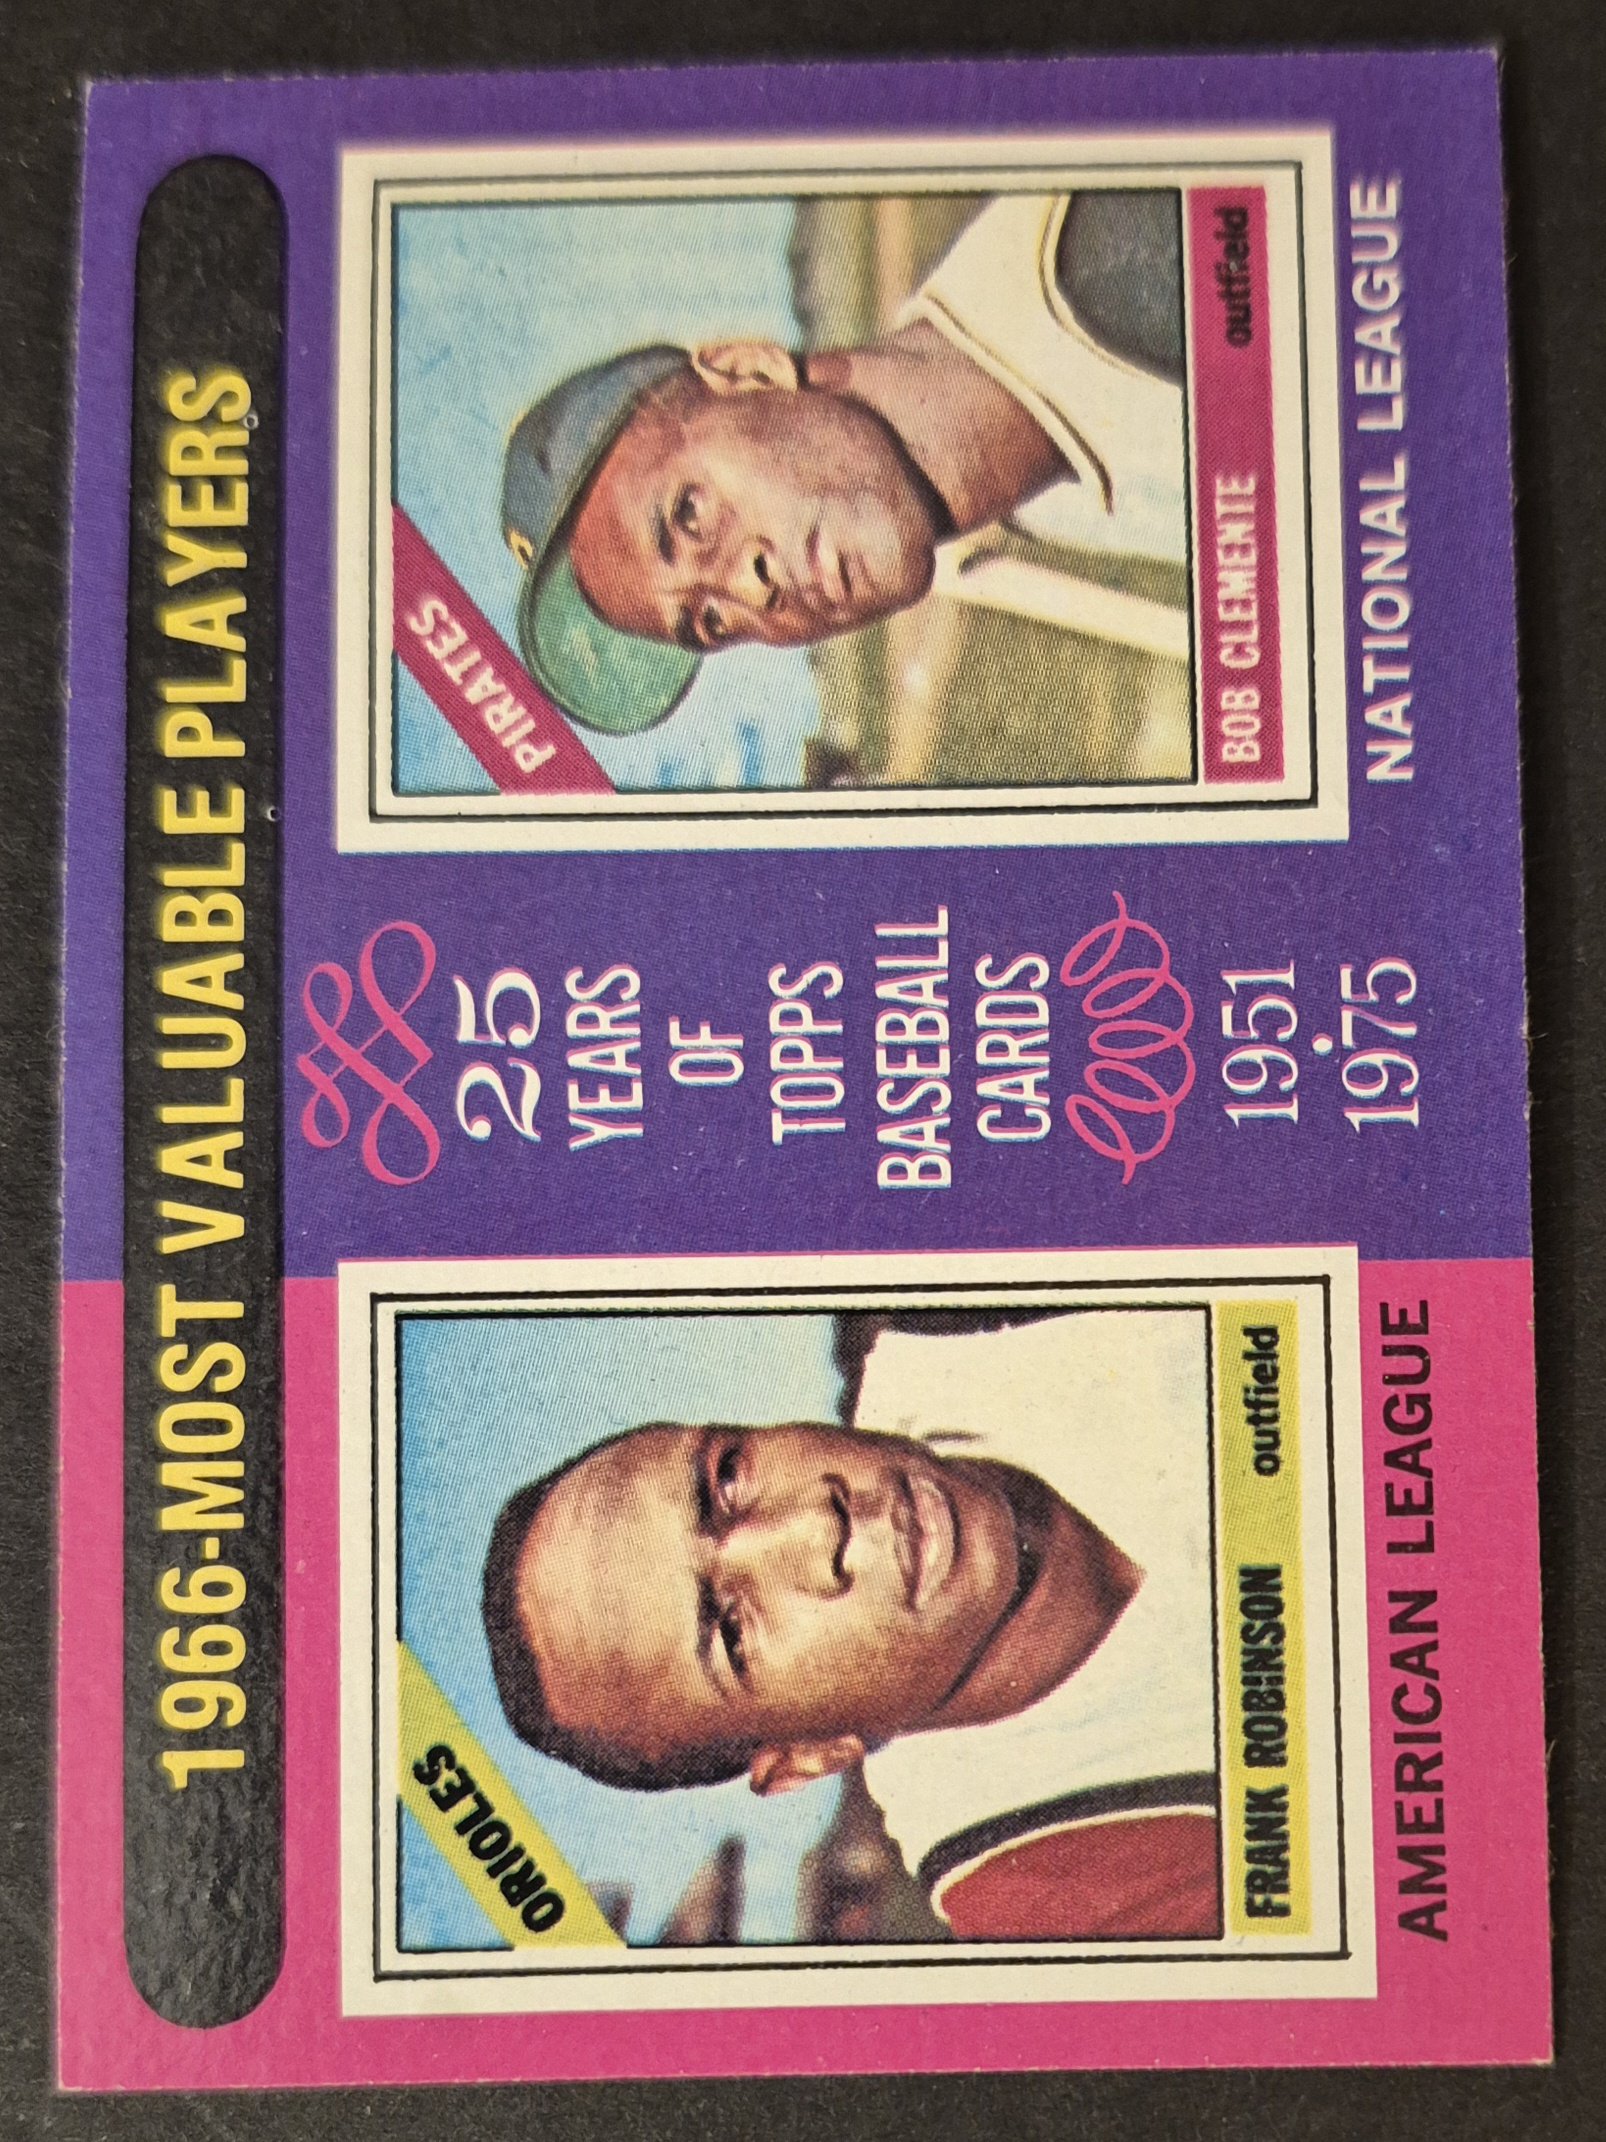 1966-MOST VALUABLE PLAYERS
ORIOLES
FRANK ROBINSON outfield
AMERICAN LEAGUE
25
YEARS
OF
TOPPS
BASEBALL
CARDS
1951
•
1975
PIRATES
BOB CLEMENTE outfield
NATIONAL LEAGUE